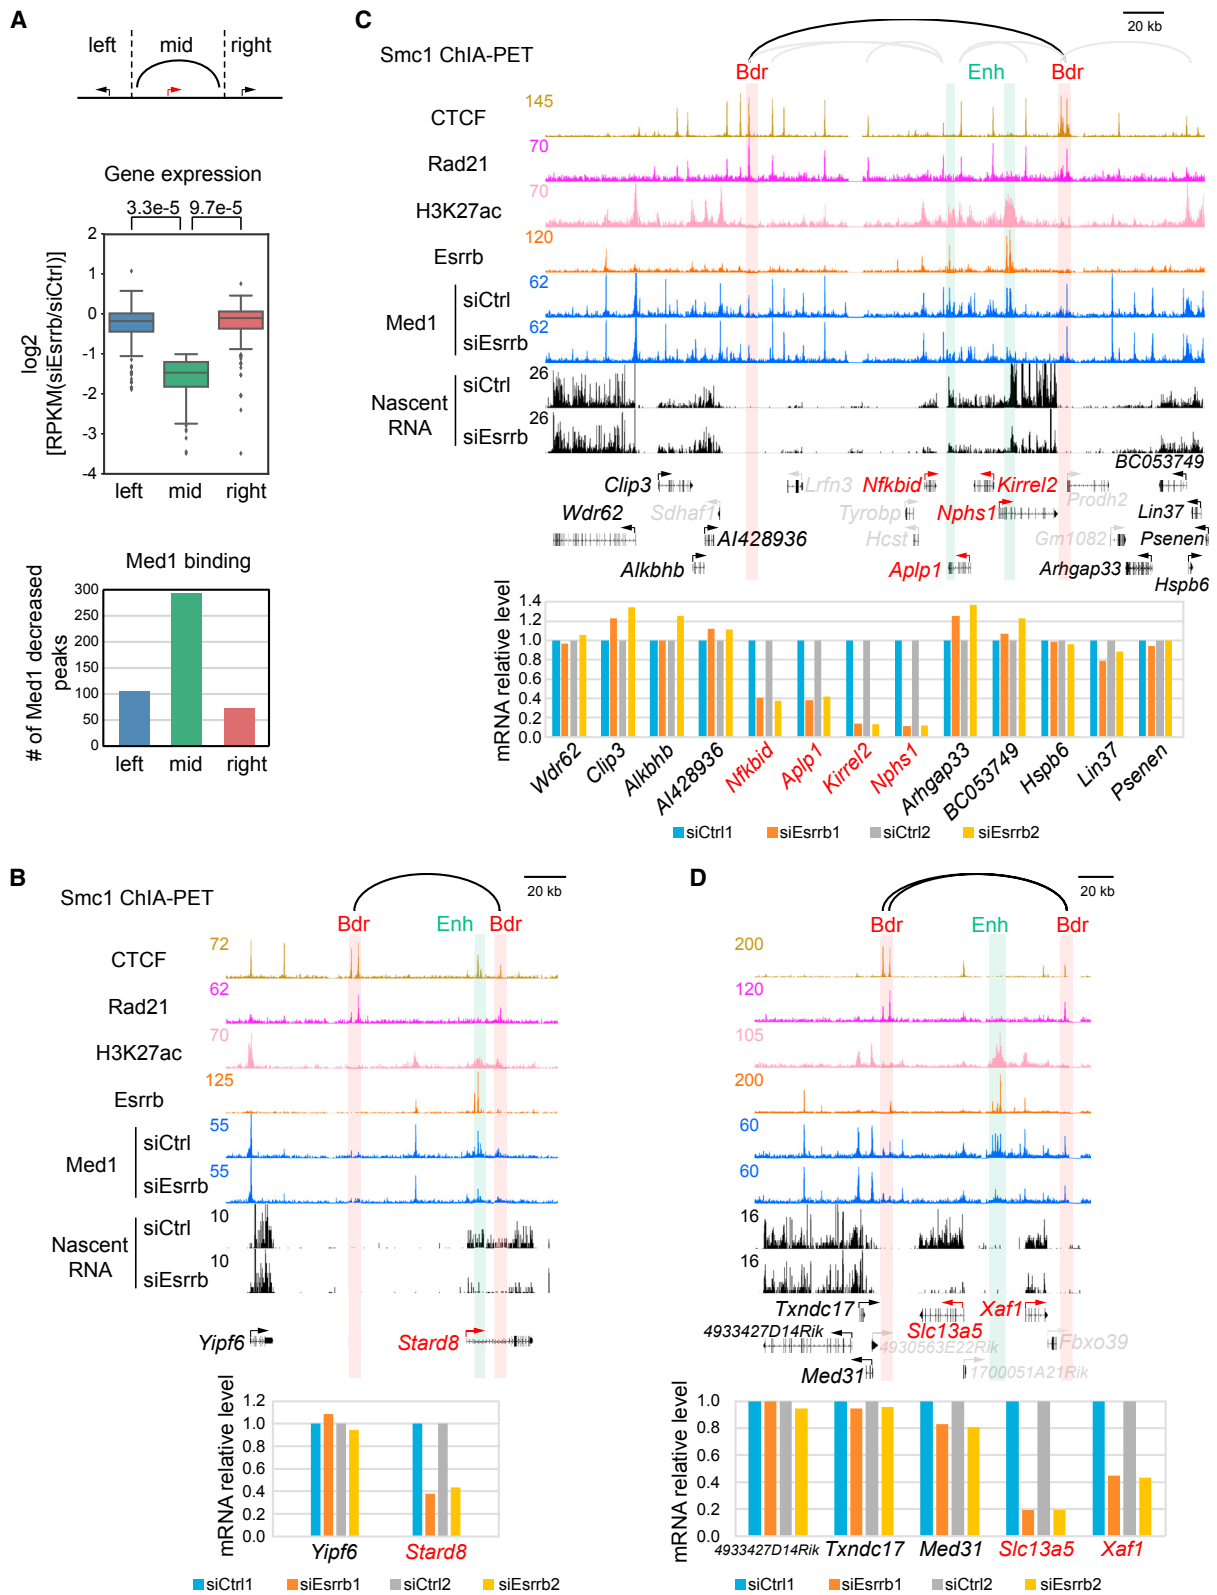 A
left mid right
Gene expression
3.3e-5 9.7e-5
log2
[RPKM(siEsrrb/siCtrl)]
2
1
0
-1
-2
-3
-4
left mid right
Med1 binding
# of Med1 decreased
peaks
300
250
200
150
100
50
0
left mid right
C
20 kb
Smc1 ChIA-PET
Bdr Enh Bdr
CTCF 145
Rad21 70
H3K27ac 70
Esrrb 120
Med1
siCtrl 62
siEsrrb 62
Nascent
RNA
siCtrl 26
siEsrrb 26
BC053749
Clip3 Lrfn3 Nfkbid Kirrel2 Prodh2
Wdr62 Sdhaf1 Tyrobp Nphs1 Lin37
AI428936 Hcst Gm1082 Psenen
Alkbhb Aplp1 Arhgap33
Hspb6
mRNA relative level
1.4
1.2
1.0
0.8
0.6
0.4
0.2
0.0
Wdr62 Clip3 Alkbhb AI428936 Nfkbid Aplp1 Kirrel2 Nphs1 Arhgap33 BC053749 Hspb6 Lin37 Psenen
siCtrl1 siEsrrb1 siCtrl2 siEsrrb2
B
20 kb
Smc1 ChIA-PET
Bdr Enh Bdr
CTCF 72
Rad21 62
H3K27ac 70
Esrrb 125
Med1
siCtrl 55
siEsrrb 55
Nascent
RNA
siCtrl 10
siEsrrb 10
Yipf6 Stard8
mRNA relative level
1.2
1.0
0.8
0.6
0.4
0.2
0.0
Yipf6 Stard8
siCtrl1 siEsrrb1 siCtrl2 siEsrrb2
D
20 kb
Bdr Enh Bdr
200
120
105
200
60
60
16
16
Txndc17 Xaf1
4933427D14Rik Slc13a5 Fbxo39
4930563E22Rik
Med31 1700051A21Rik
mRNA relative level
1.0
0.8
0.6
0.4
0.2
0.0
4933427D14Rik Txndc17 Med31 Slc13a5 Xaf1
siCtrl1 siEsrrb1 siCtrl2 siEsrrb2